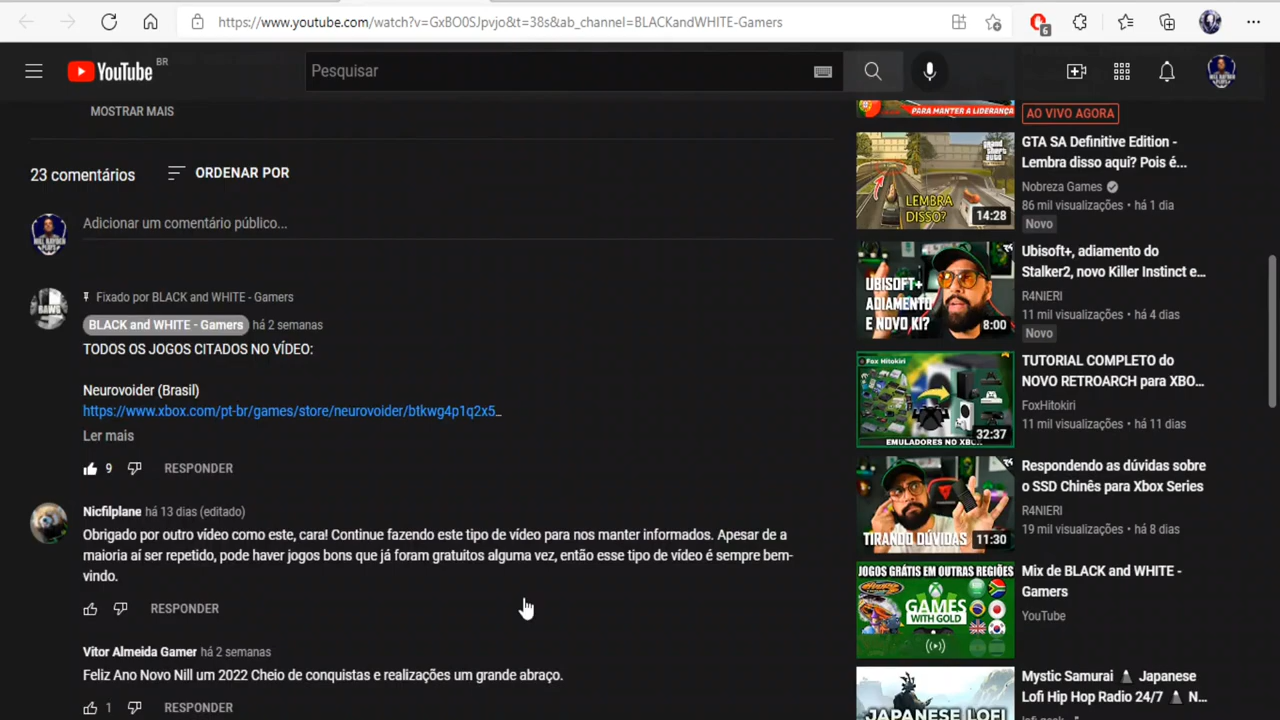 https://www.youtube.com/watch?v=GxBO0SJpvjo&t=38s&ab_channel=BLACKandWHITE-Gamers
6
YouTube BR
Pesquisar
MOSTRAR MAIS
23 comentários
ORDENAR POR
Adicionar um comentário público...
Fixado por BLACK and WHITE - Gamers
BLACK and WHITE - Gamers há 2 semanas
TODOS OS JOGOS CITADOS NO VÍDEO:
Neurovoider (Brasil)
https://www.xbox.com/pt-br/games/store/neurovoider/btkwg4p1q2x5...
Ler mais
9
RESPONDER
Nicfilplane há 13 dias (editado)
Obrigado por outro vídeo como este, cara! Continue fazendo este tipo de vídeo para nos manter informados. Apesar de a
maioria aí ser repetido, pode haver jogos bons que já foram gratuitos alguma vez, então esse tipo de vídeo é sempre bem-
vindo.
RESPONDER
Vitor Almeida Gamer há 2 semanas
Feliz Ano Novo Nill um 2022 Cheio de conquistas e realizações um grande abraço.
1
RESPONDER
PARA MANTER A LIDERANÇA
AO VIVO AGORA
LEMBRA
DISSO?
14:28
GTA SA Definitive Edition -
Lembra disso aqui? Pois é...
Nobreza Games
86 mil visualizações • há 1 dia
Novo
UBISOFT+
ADIAMENTO
E NOVO KI?
8:00
Ubisoft+, adiamento do
Stalker2, novo Killer Instinct e...
R4NIERI
11 mil visualizações • há 4 dias
Novo
Fox Hitokiri
32:37
EMULADORES NO XB
TUTORIAL COMPLETO do
NOVO RETROARCH para XBO...
FoxHitokiri
11 mil visualizações • há 11 dias
TIRANDO DÚVIDAS
11:30
Respondendo as dúvidas sobre
o SSD Chinês para Xbox Series
R4NIERI
19 mil visualizações • há 8 dias
JOGOS GRÁTIS EM OUTRAS REGIÕES
XBOX
GAMES
WITH GOLD
Mix de BLACK and WHITE -
Gamers
YouTube
JAPANESE LOFI
Mystic Samurai
Japanese
Lofi Hip Hop Radio 24/7
N...